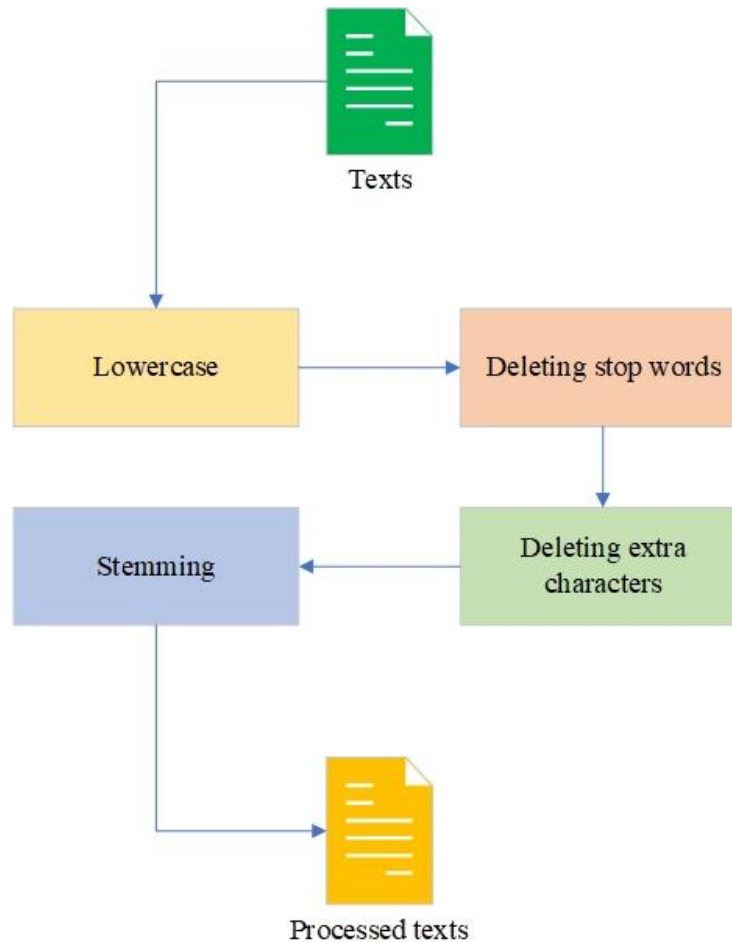 Texts
Lowercase
Deleting stop words
Deleting extra
characters
Stemming
Processed texts